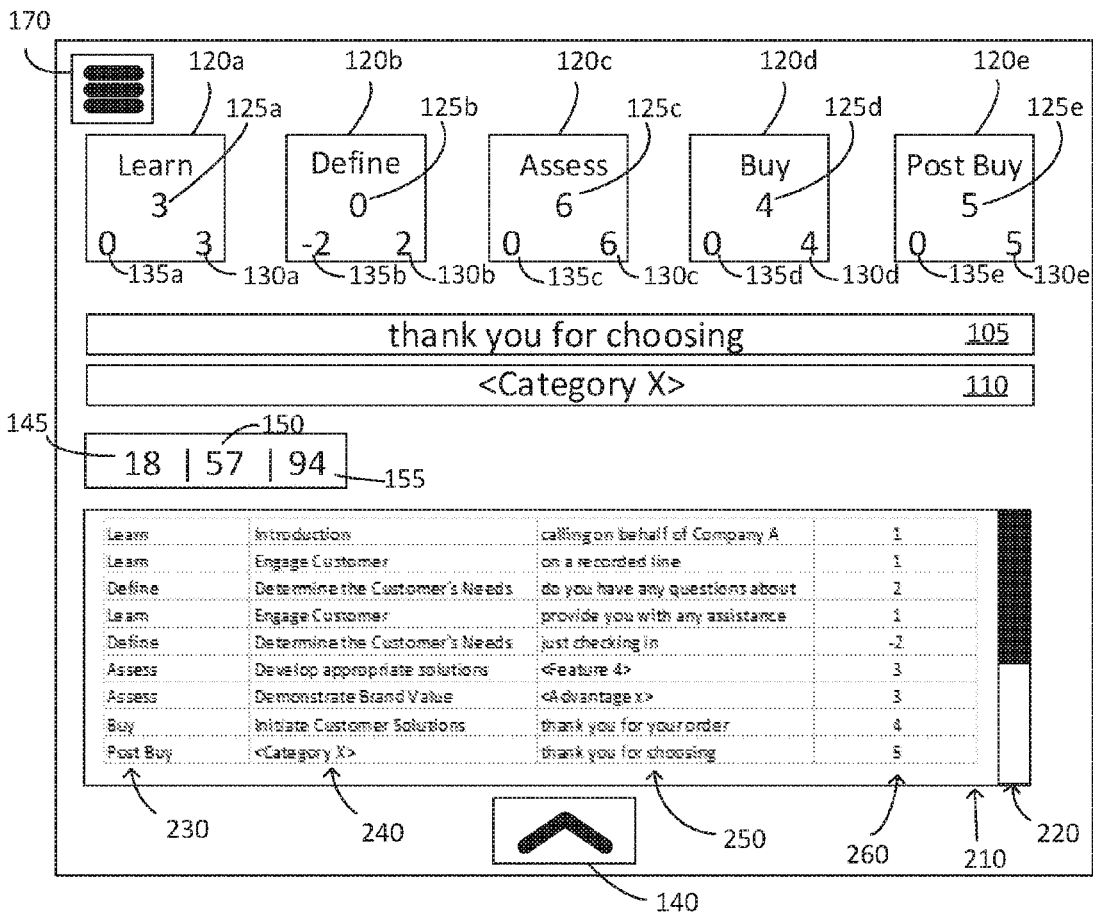 170
120a 120b 120c 120d 120e
125a 125b 125c 125d 125e
Learn Define Assess Buy Post Buy
3 0 6 4 5
0 3 -2 2 0 6 0 4 0 5
135a 130a 135b 130b 135c 130c 135d 130d 135e 130e
thank you for choosing 105
<Category X> 110
145 150
18 | 57 | 94
155
Learn Introduction calling on behalf of Company A 1
Learn Engage Customer on a recorded line 1
Define Determine the Customer's Needs do you have any questions about 2
Learn Engage Customer provide you with any assistance 1
Define Determine the Customer's Needs just checking in -2
Assess Develop appropriate solutions <Feature 4> 3
Assess Demonstrate Brand Value <Advantage x> 3
Buy Initiate Customer Solutions thank you for your order 4
Post Buy <Category X> thank you for choosing 5
230 240 250 260 210 220
140